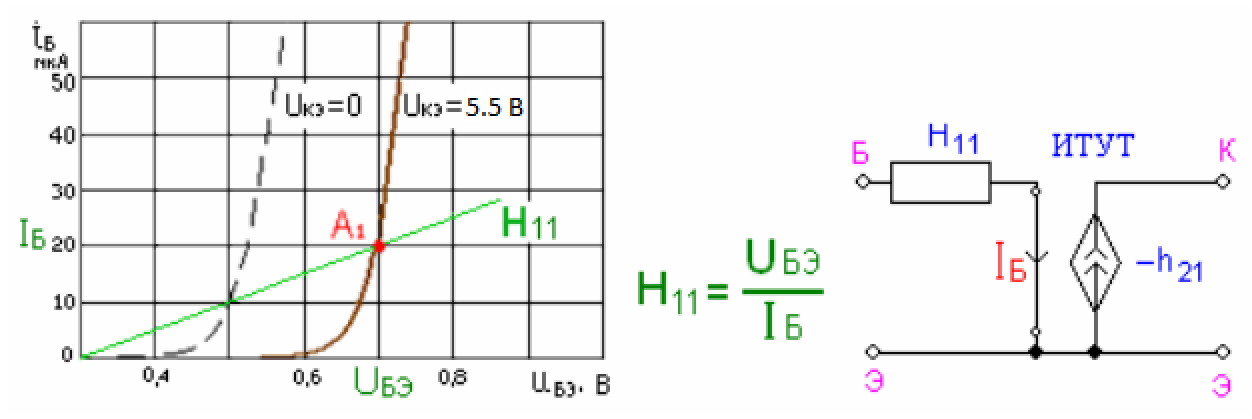 iБ
мкА
50
40
30
IБ 20
10
0
Uкэ=0
Uкэ=5.5 В
A1
H11
0,4
0,6
UБЭ
0,8
UБЭ. В
H11 = UБЭ / IБ
Б
H11
ИТУТ
К
IБ
-h21
Э
Э